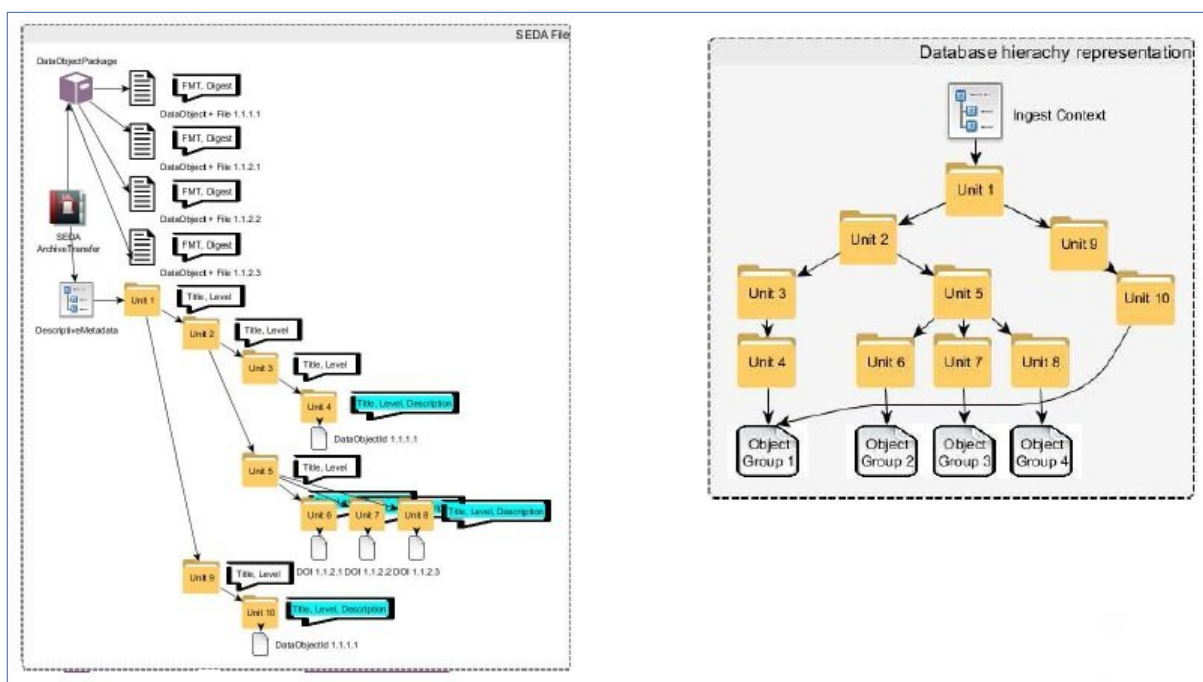 SEDA File
DataObjectPackage
FMT, Digest
DataObject + File 1.1.1.1
FMT, Digest
DataObject + File 1.1.2.1
FMT, Digest
DataObject + File 1.1.2.2
FMT, Digest
DataObject + File 1.1.2.3
SEDA
ArchiveTransfer
DescriptiveMetadata
Unit 1
Title, Level
Unit 2
Title, Level
Unit 3
Title, Level
Unit 4
Title, Level, Description
DataObjectId 1.1.1.1
Unit 5
Title, Level
Unit 6
Unit 7
Unit 8
Title, Level, Description
DOI 1.1.2.1 DOI 1.1.2.2 DOI 1.1.2.3
Unit 9
Title, Level
Unit 10
Title, Level, Description
DataObjectId 1.1.1.1
Database hierachy representation
Ingest Context
Unit 1
Unit 2
Unit 9
Unit 3
Unit 5
Unit 10
Unit 4
Unit 6
Unit 7
Unit 8
Object
Group 1
Object
Group 2
Object
Group 3
Object
Group 4